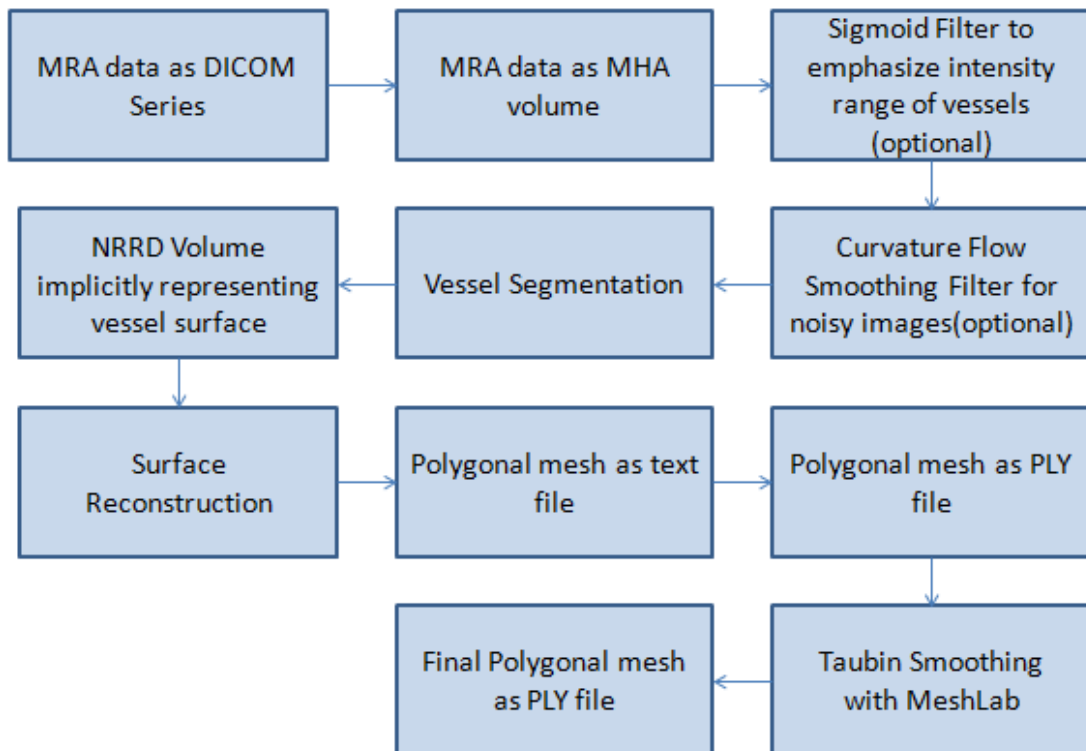 MRA data as DICOM
Series
MRA data as MHA
volume
Sigmoid Filter to
emphasize intensity
range of vessels
(optional)
Curvature Flow
Smoothing Filter for
noisy images(optional)
Vessel Segmentation
NRRD Volume
implicitly representing
vessel surface
Surface
Reconstruction
Polygonal mesh as text
file
Polygonal mesh as PLY
file
Taubin Smoothing
with MeshLab
Final Polygonal mesh
as PLY file